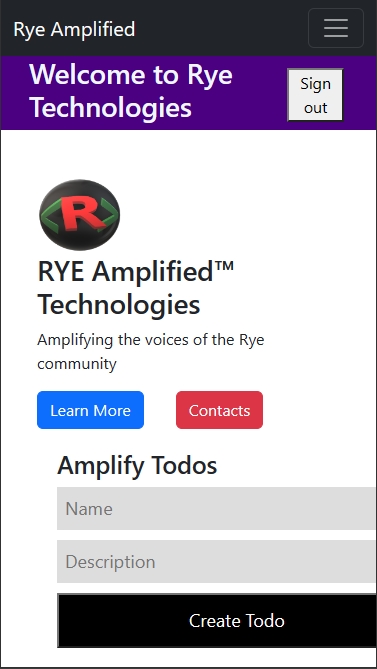 Rye Amplified
Welcome to Rye
Technologies
Sign
out
R
RYE Amplified™
Technologies
Amplifying the voices of the Rye
community
Learn More
Contacts
Amplify Todos
Name
Description
Create Todo